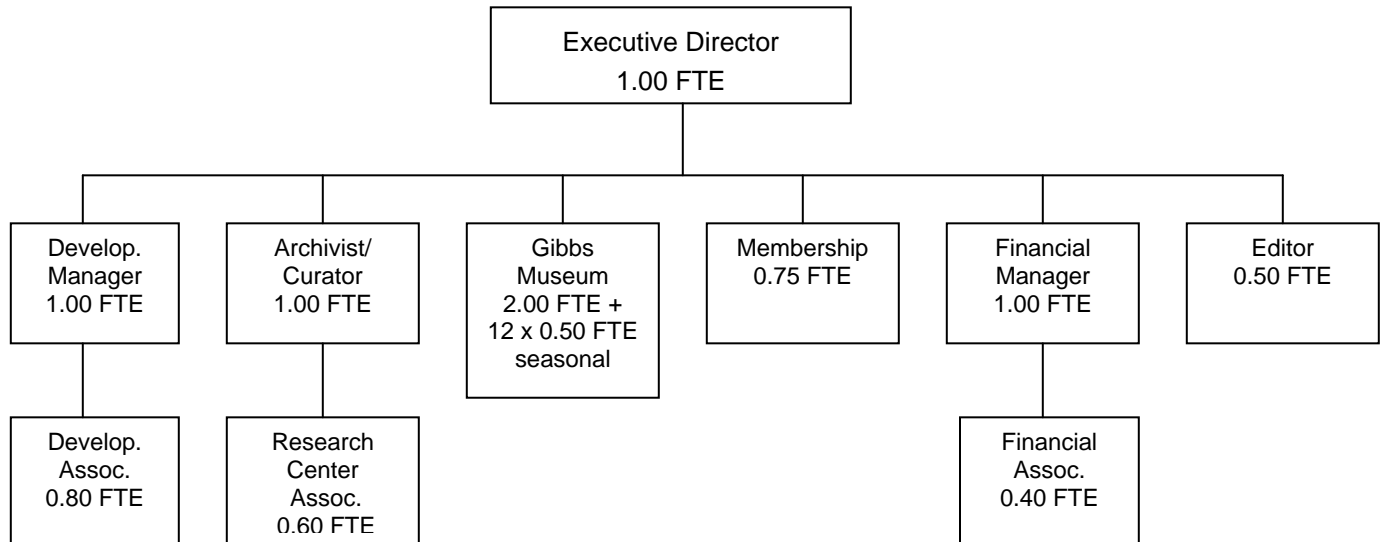 Executive Director
1.00 FTE
Develop.
Manager
1.00 FTE
Archivist/
Curator
1.00 FTE
Gibbs
Museum
2.00 FTE +
12 x 0.50 FTE
seasonal
Membership
0.75 FTE
Financial
Manager
1.00 FTE
Editor
0.50 FTE
Develop.
Assoc.
0.80 FTE
Research
Center
Assoc.
0.60 FTE
Financial
Assoc.
0.40 FTE